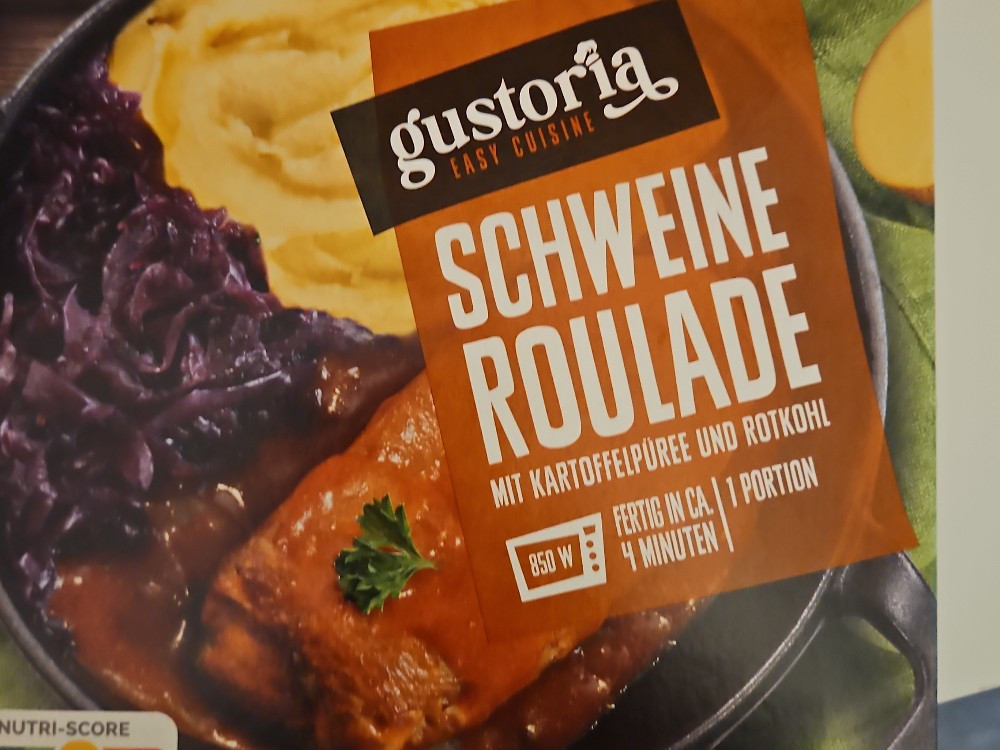 gustoria
EASY CUISINE
SCHWEINE
ROULADE
MIT KARTOFFELPÜREE UND ROTKOHL
850 W
FERTIG IN CA.
4 MINUTEN
1 PORTION
NUTRI-SCORE